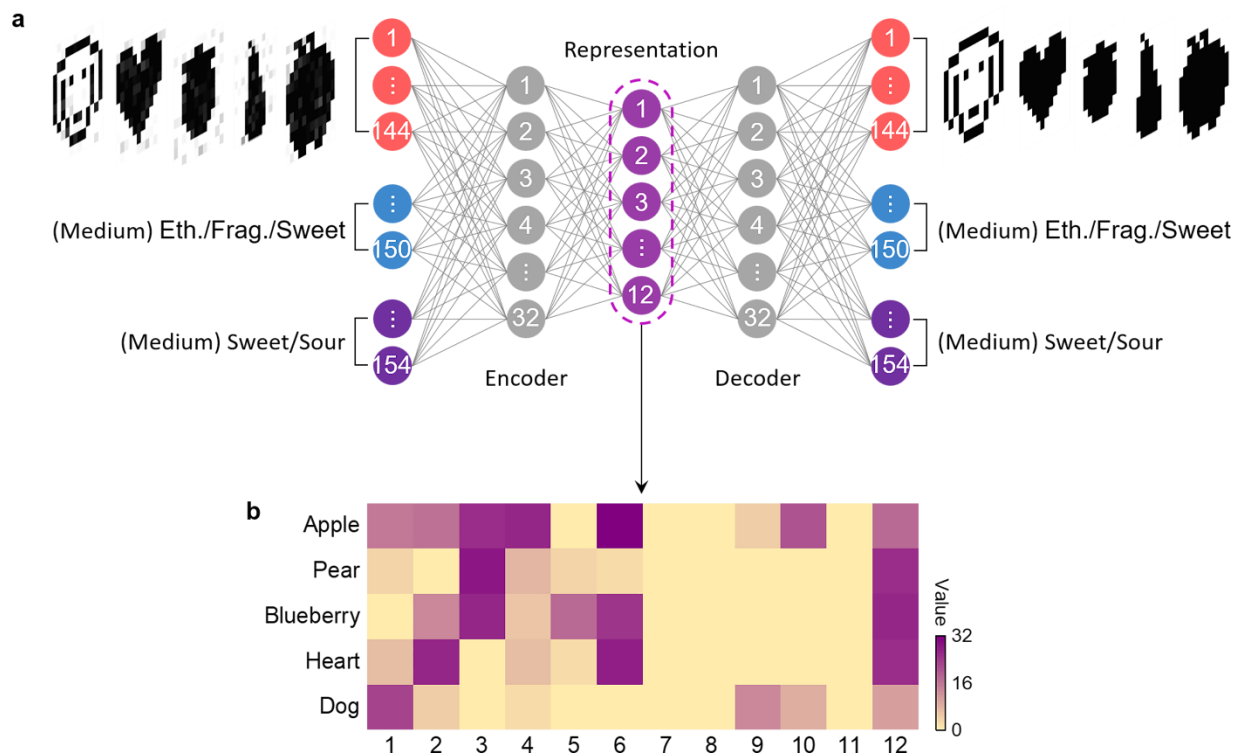 a
Representation
1
⋮
144
⋮
150
⋮
154
1
2
3
4
⋮
32
1
2
3
⋮
12
1
2
3
4
⋮
32
1
⋮
144
⋮
150
⋮
154
(Medium) Eth./Frag./Sweet
(Medium) Eth./Frag./Sweet
(Medium) Sweet/Sour
(Medium) Sweet/Sour
Encoder
Decoder
b
Apple
Pear
Blueberry
Heart
Dog
1 2 3 4 5 6 7 8 9 10 11 12
Value
32
16
0